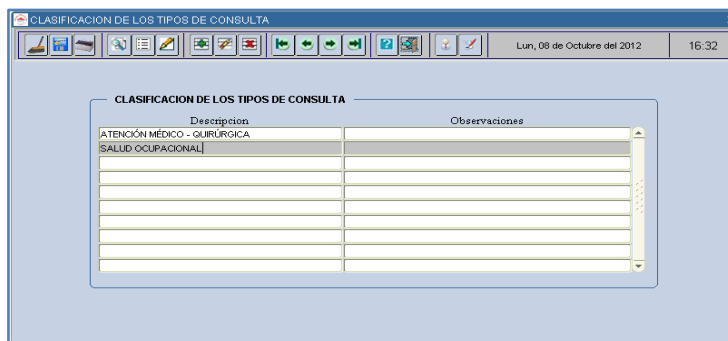 CLASIFICACION DE LOS TIPOS DE CONSULTA
Lun, 08 de Octubre del 2012 16:32
CLASIFICACION DE LOS TIPOS DE CONSULTA
Descripcion Observaciones
ATENCIÓN MÉDICO - QUIRÚRGICA
SALUD OCUPACIONAL